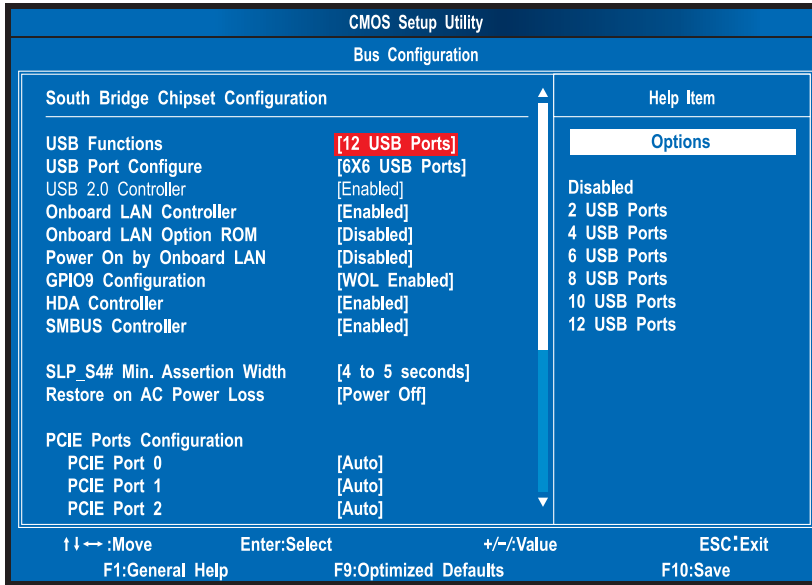 CMOS Setup Utility
Bus Configuration
South Bridge Chipset Configuration
USB Functions [12 USB Ports]
USB Port Configure [6X6 USB Ports]
USB 2.0 Controller [Enabled]
Onboard LAN Controller [Enabled]
Onboard LAN Option ROM [Disabled]
Power On by Onboard LAN [Disabled]
GPIO9 Configuration [WOL Enabled]
HDA Controller [Enabled]
SMBUS Controller [Enabled]
SLP_S4# Min. Assertion Width [4 to 5 seconds]
Restore on AC Power Loss [Power Off]
PCIE Ports Configuration
PCIE Port 0 [Auto]
PCIE Port 1 [Auto]
PCIE Port 2 [Auto]
Help Item
Options
Disabled
2 USB Ports
4 USB Ports
6 USB Ports
8 USB Ports
10 USB Ports
12 USB Ports
↑↓↔ :Move Enter:Select +/-/:Value ESC:Exit
F1:General Help F9:Optimized Defaults F10:Save